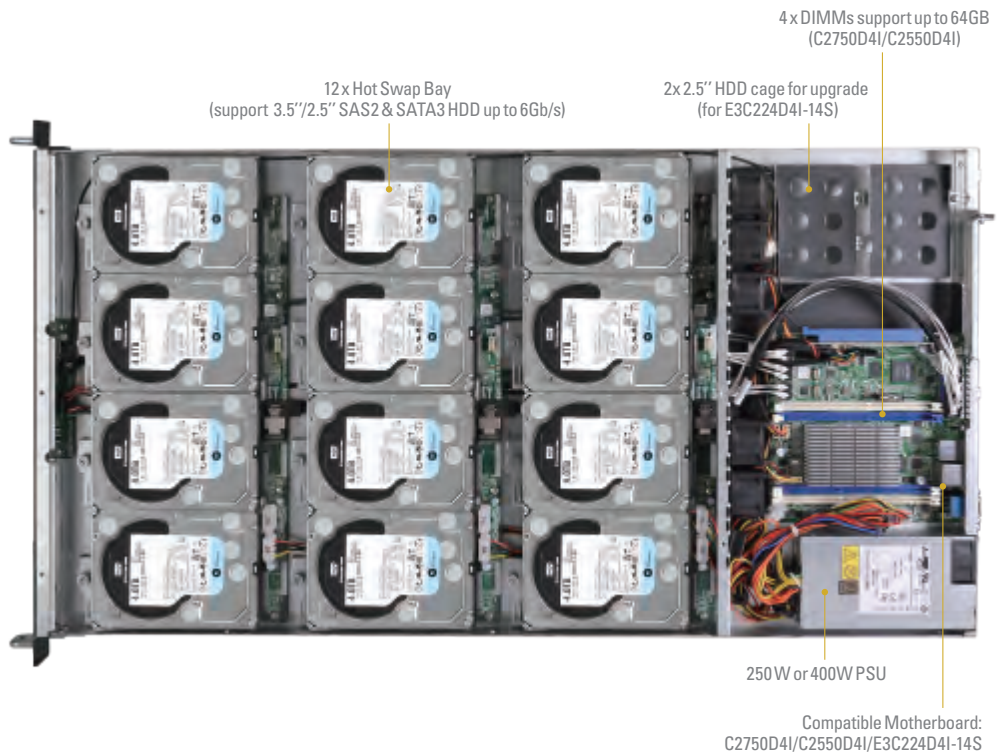 4 x DIMMs support up to 64GB
(C2750D4I/C2550D4I)
12 x Hot Swap Bay
(support 3.5’’/2.5’’ SAS2 & SATA3 HDD up to 6Gb/s)
2x 2.5’’ HDD cage for upgrade
(for E3C224D4I-14S)
250 W or 400W PSU
Compatible Motherboard:
C2750D4I/C2550D4I/E3C224D4I-14S